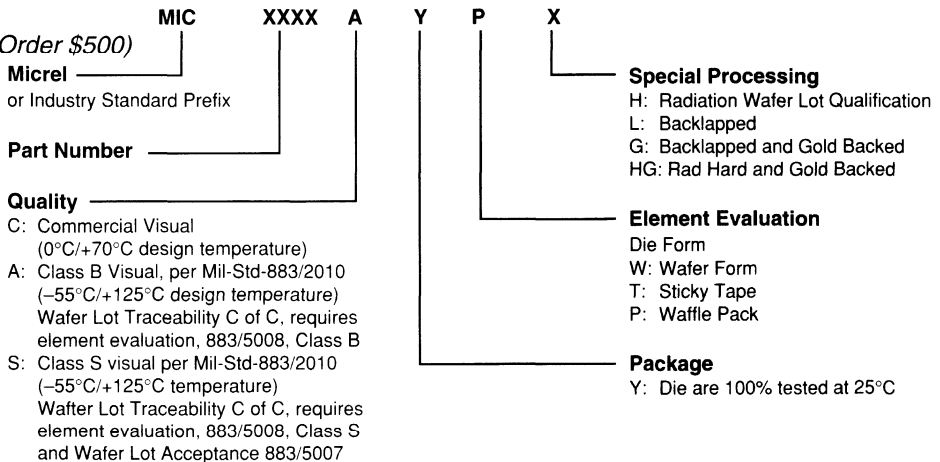 MIC XXXX A Y P X
Order $500)
Micrel
or Industry Standard Prefix
Part Number
Quality
C: Commercial Visual
(0°C/+70°C design temperature)
A: Class B Visual, per Mil-Std-883/2010
(–55°C/+125°C design temperature)
Wafer Lot Traceability C of C, requires
element evaluation, 883/5008, Class B
S: Class S visual per Mil-Std-883/2010
(–55°C/+125°C temperature)
Wafter Lot Traceability C of C, requires
element evaluation, 883/5008, Class S
and Wafer Lot Acceptance 883/5007
Special Processing
H: Radiation Wafer Lot Qualification
L: Backlapped
G: Backlapped and Gold Backed
HG: Rad Hard and Gold Backed
Element Evaluation
Die Form
W: Wafer Form
T: Sticky Tape
P: Waffle Pack
Package
Y: Die are 100% tested at 25°C